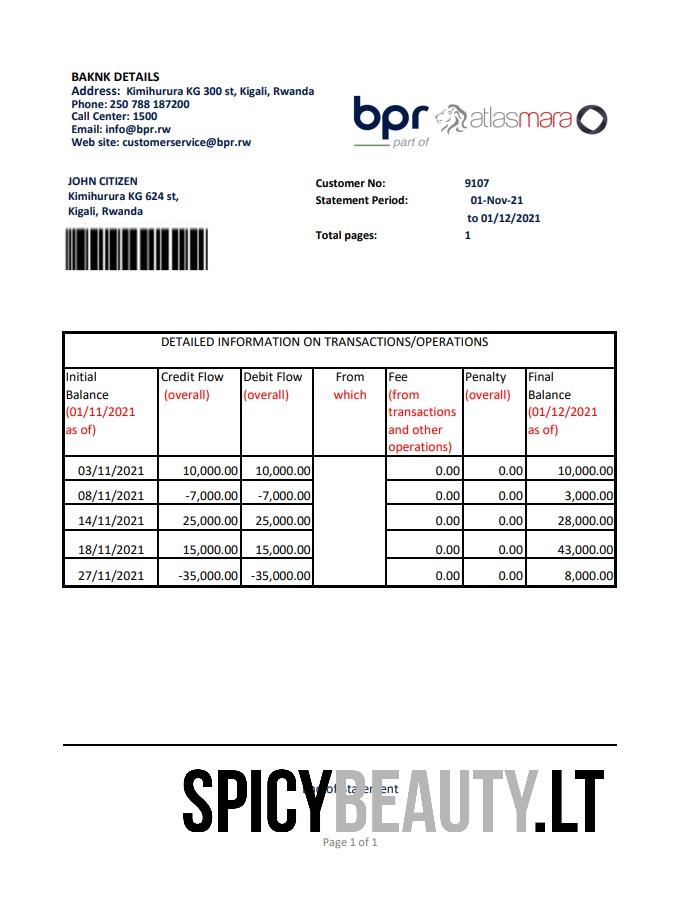 BAKNK DETAILS
Address: Kimihurura KG 300 st, Kigali, Rwanda
Phone: 250 788 187200
Call Center: 1500
Email: info@bpr.rw
Web site: customerservice@bpr.rw
bpr atlasmara
part of
JOHN CITIZEN
Kimihurura KG 624 st,
Kigali, Rwanda
Customer No: 9107
Statement Period: 01-Nov-21
to 01/12/2021
Total pages: 1
DETAILED INFORMATION ON TRANSACTIONS/OPERATIONS
Initial Balance (01/11/2021 as of) Credit Flow (overall) Debit Flow (overall) From which Fee (from transactions and other operations) Penalty (overall) Final Balance (01/12/2021 as of)
03/11/2021 10,000.00 10,000.00 0.00 0.00 10,000.00
08/11/2021 -7,000.00 -7,000.00 0.00 0.00 3,000.00
14/11/2021 25,000.00 25,000.00 0.00 0.00 28,000.00
18/11/2021 15,000.00 15,000.00 0.00 0.00 43,000.00
27/11/2021 -35,000.00 -35,000.00 0.00 0.00 8,000.00
End of Statement
SPICYBEAUTY.LT
Page 1 of 1